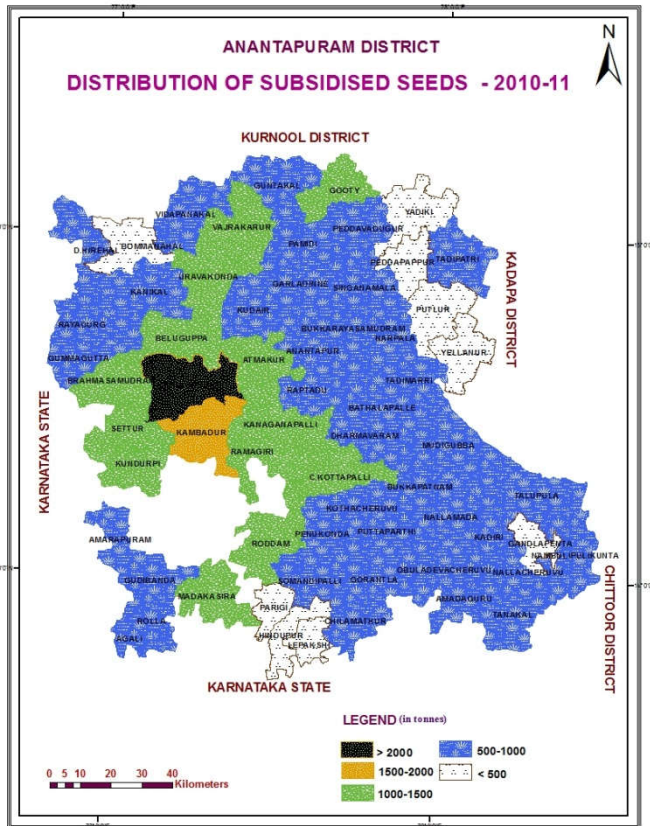 ANANTAPURAM DISTRICT
N
DISTRIBUTION OF SUBSIDISED SEEDS - 2010-11
KURNOOL DISTRICT
GUNTAKAL
GOOTY
VIDAPANAKAL
YADIKI
VAJRAKARUR
PEDDAVADUGUR
D.HIREHAL
BOMMANAHAL
PAMIDI
PEDDAPAPPUR
TADIPATRI
KADAPA DISTRICT
URAVAKONDA
GARLADINNE
SINGANAMALA
KANIKAL
PUTLUR
RAYADURG
KUDAIR
BUKKARAYASAMUDRAM
NARPALA
BELUGUPPA
ANANTAPUR
YELLANUR
GUMMAGUTTA
ATMAKUR
BRAHMASAMUDRAM
TADIMARRI
RAPTADU
KARNATAKA STATE
BATHALAPALLE
SETTUR
KAMBADUR
KANAGANAPALLI
DHARMAVARAM
MUDIGUBBA
RAMAGIRI
KUNDURPI
C.KOTTAPALLI
BUKKAPATNAM
TALUPULA
KOTHACHERUVU
NALLAMADA
AMARAPURAM
PENUKONDA
PUTTAPARTHI
KADIRI
GANDLAPENTA
RODDAM
NAMBULIPULIKUNTA
OBULADEVACHERUVU
NALLACHERUVU
GUDIBANDA
SOMANDIPALLI
GORANTLA
CHITTOOR DISTRICT
MADAKASIRA
AMADAGURU
PARIGI
TANAKAL
ROLLA
CHILAMATHUR
AGALI
HINDUPUR
LEPAKSHI
KARNATAKA STATE
LEGEND (in tonnes)
> 2000
500-1000
1500-2000
< 500
1000-1500
0 5 10 20 30 40
Kilometers